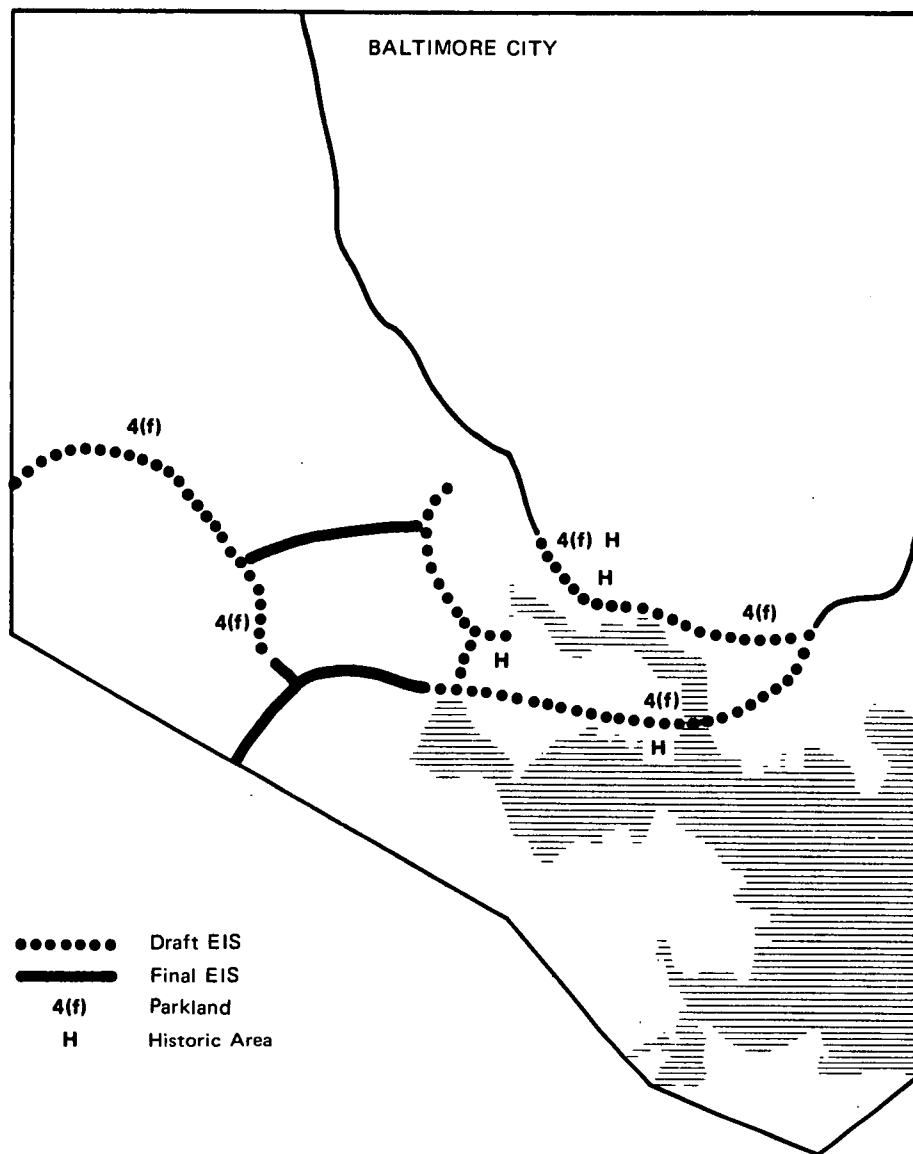 BALTIMORE CITY
4(f)
4(f) H
H
4(f)
4(f)
H
4(f)
H
Draft EIS
Final EIS
4(f) Parkland
H Historic Area